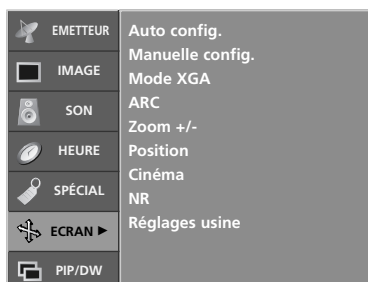 EMETTEUR
IMAGE
SON
HEURE
SPÉCIAL
ECRAN ►
PIP/DW
Auto config.
Manuelle config.
Mode XGA
ARC
Zoom +/-
Position
Cinéma
NR
Réglages usine